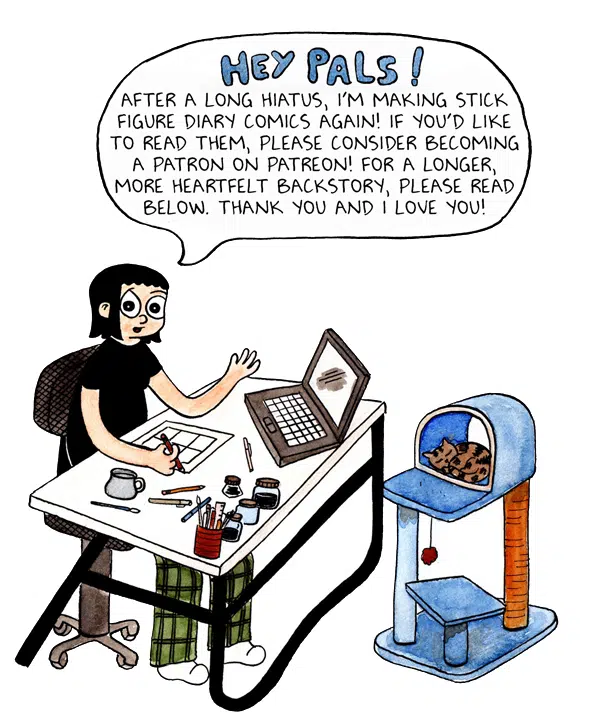 HEY PALS!
AFTER A LONG HIATUS, I'M MAKING STICK
FIGURE DIARY COMICS AGAIN! IF YOU'D LIKE
TO READ THEM, PLEASE CONSIDER BECOMING
A PATRON ON PATREON! FOR A LONGER,
MORE HEARTFELT BACKSTORY, PLEASE READ
BELOW. THANK YOU AND I LOVE YOU!